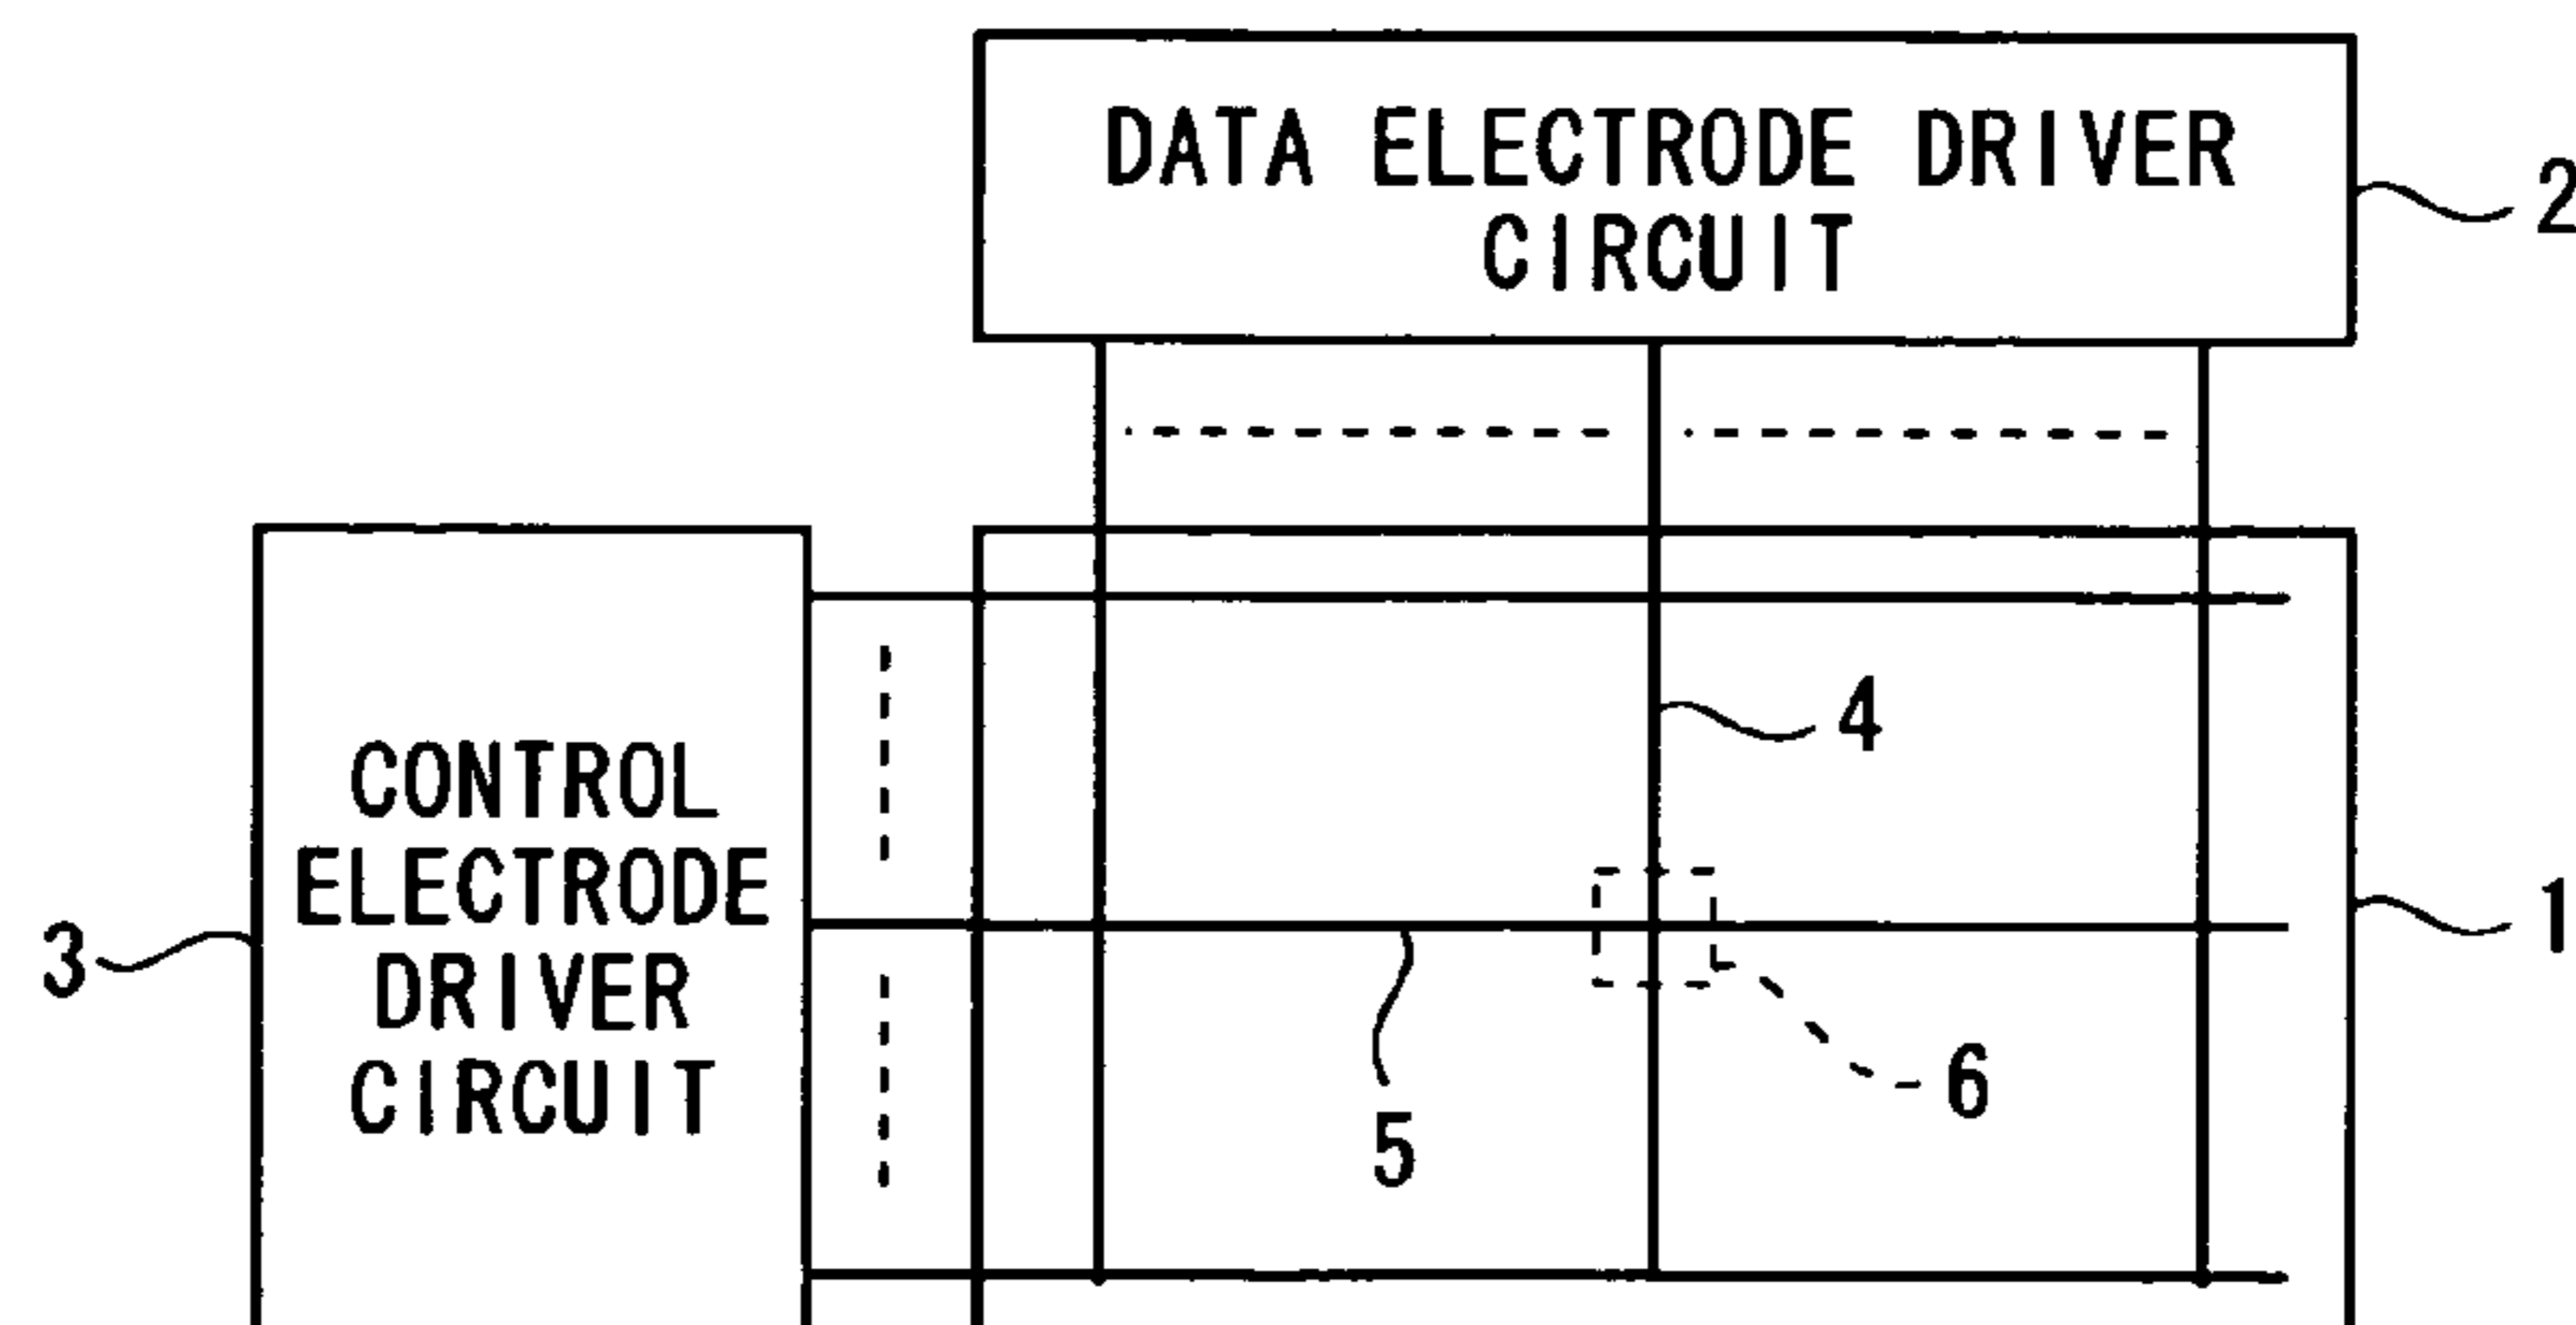 DATA ELECTRODE DRIVER
CIRCUIT
2
CONTROL
ELECTRODE
DRIVER
CIRCUIT
3
4
1
5
6